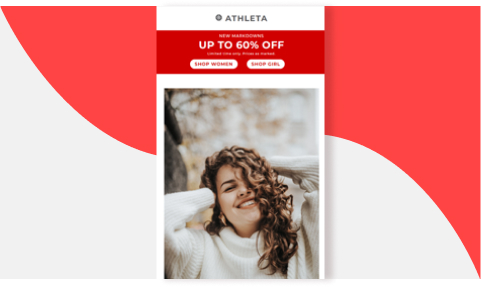 ATHLETA
NEW MARKDOWNS
UP TO 60% OFF
Limited time only. Prices as marked.
SHOP WOMEN SHOP GIRL